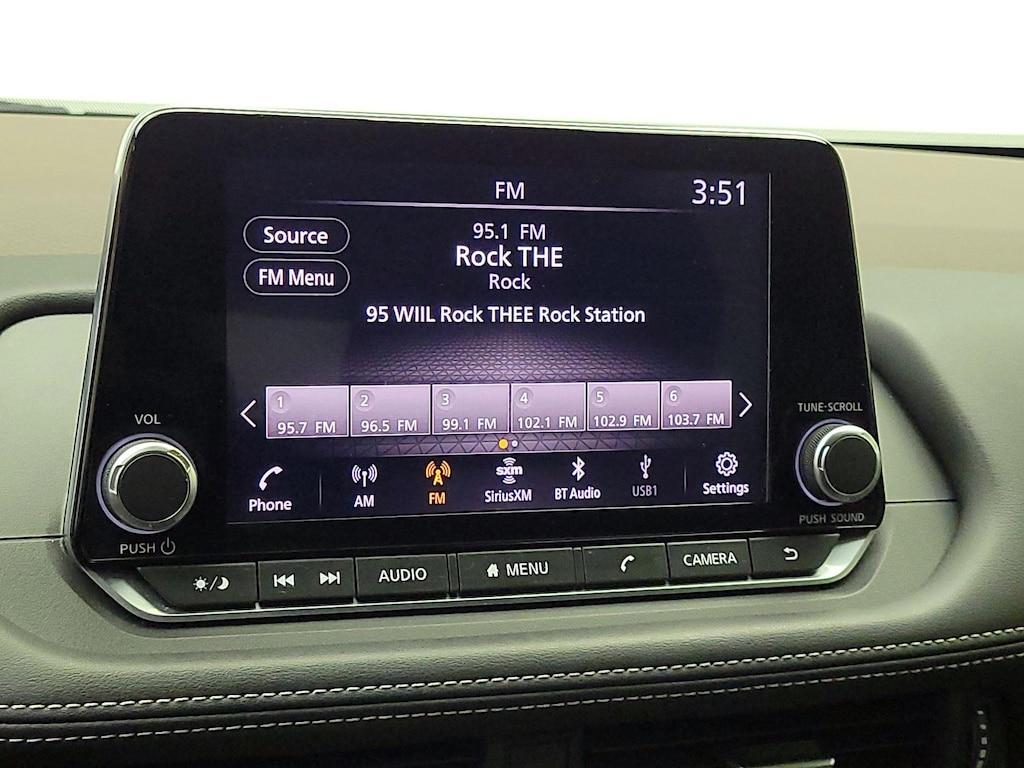 FM 3:51
Source
FM Menu
95.1 FM
Rock THE
Rock
95 WIIL Rock THEE Rock Station
1 2 3 4 5 6
95.7 FM 96.5 FM 99.1 FM 102.1 FM 102.9 FM 103.7 FM
Phone AM FM sxm SiriusXM BT Audio USB1 Settings
VOL
PUSH
TUNE·SCROLL
PUSH SOUND
AUDIO MENU CAMERA